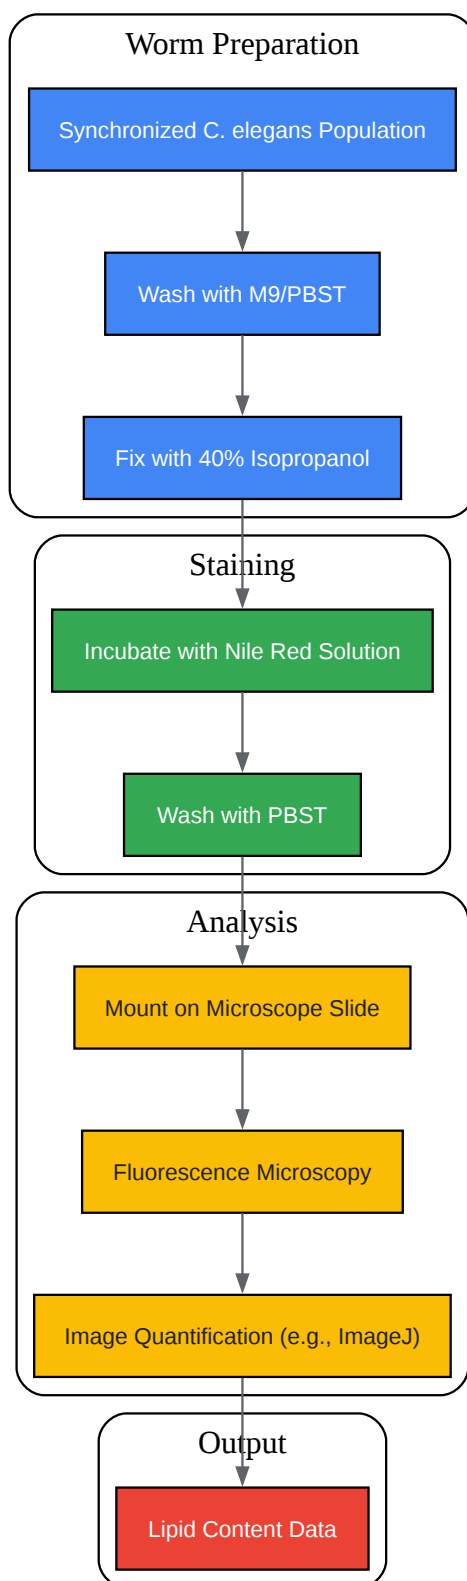 Worm Preparation
Synchronized C. elegans Population
Wash with M9/PBST
Fix with 40% Isopropanol
Staining
Incubate with Nile Red Solution
Wash with PBST
Analysis
Mount on Microscope Slide
Fluorescence Microscopy
Image Quantification (e.g., ImageJ)
Output
Lipid Content Data